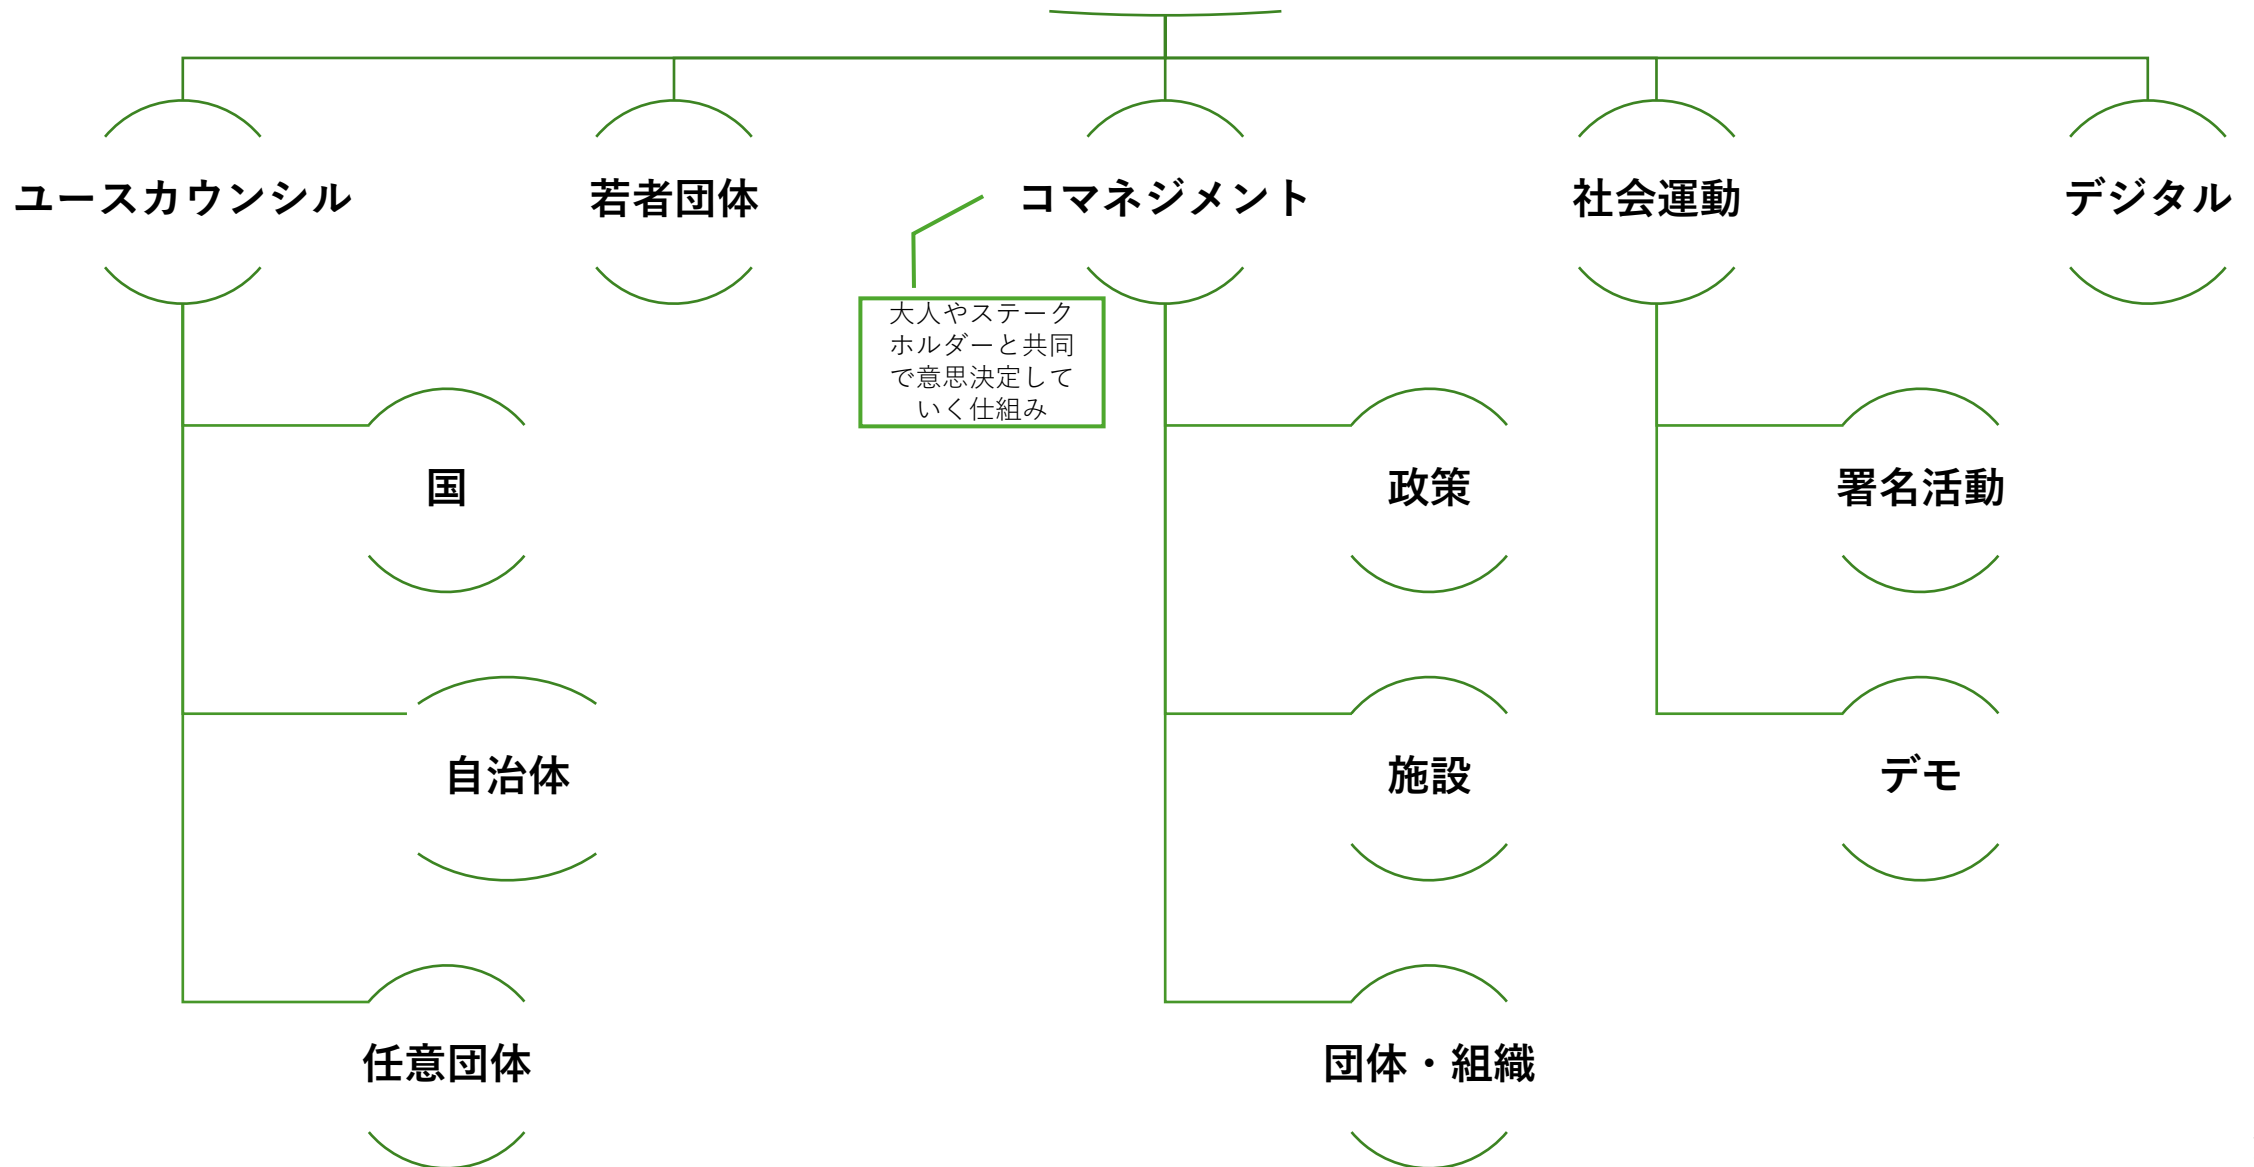 ユースカウンシル
若者団体
コマネジメント
社会運動
デジタル
大人やステーク
ホルダーと共同
で意思決定して
いく仕組み
国
政策
署名活動
自治体
施設
デモ
任意団体
団体・組織